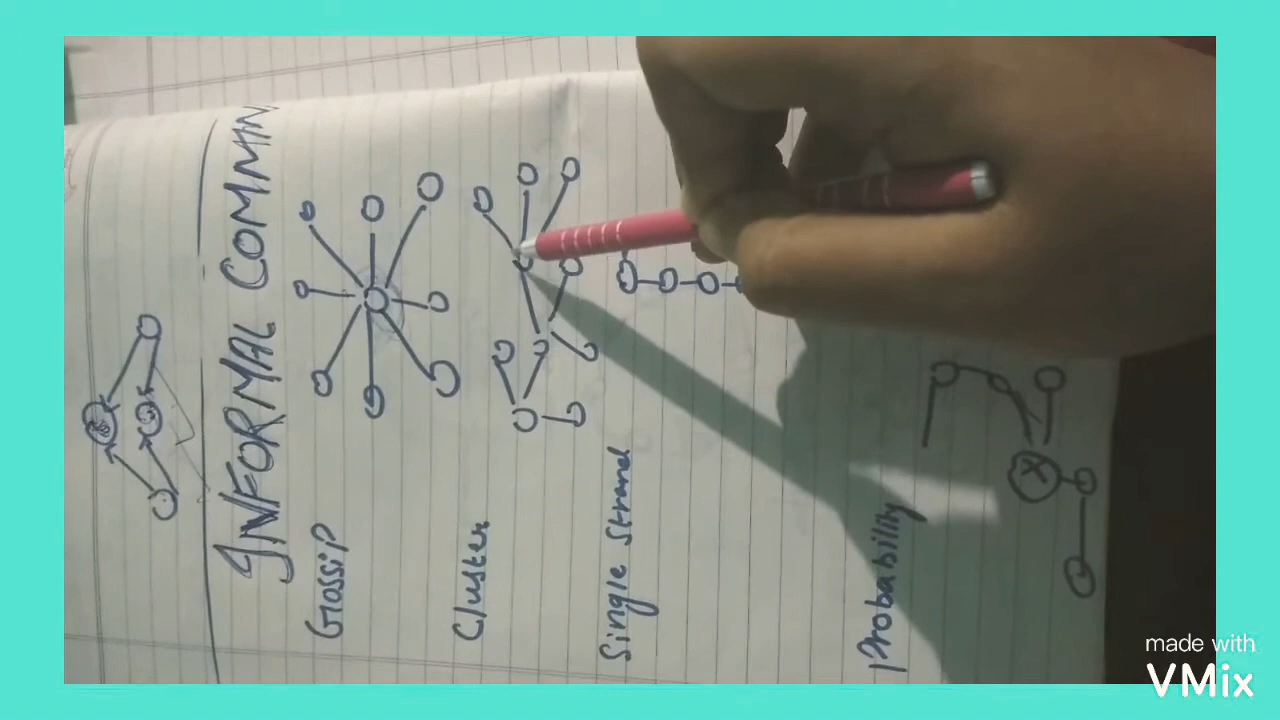 INFORMAL COMMN
Gossip
Cluster
Single Strand
Probability
X
made with
VMix